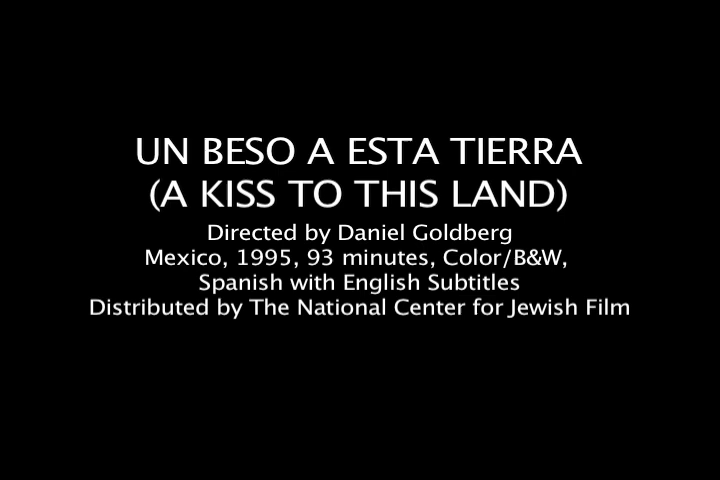 UN BESO A ESTA TIERRA
(A KISS TO THIS LAND)
Directed by Daniel Goldberg
Mexico, 1995, 93 minutes, Color/B&W,
Spanish with English Subtitles
Distributed by The National Center for Jewish Film